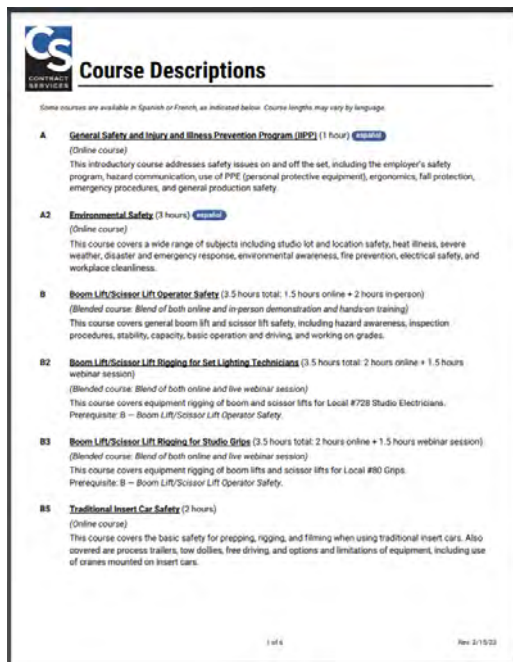 CS
CONTRACT
SERVICES
Course Descriptions
Some courses are available in Spanish or French, as indicated below. Course lengths may vary by language.
A General Safety and Injury and Illness Prevention Program (IIPP) (1 hour) español
(Online course)
This introductory course addresses safety issues on and off the set, including the employer's safety
program, hazard communication, use of PPE (personal protective equipment), ergonomics, fall protection,
emergency procedures, and general production safety.
A2 Environmental Safety (3 hours) español
(Online course)
This course covers a wide range of subjects including studio lot and location safety, heat illness, severe
weather, disaster and emergency response, environmental awareness, fire prevention, electrical safety, and
workplace cleanliness.
B Boom Lift/Scissor Lift Operator Safety (3.5 hours total: 1.5 hours online + 2 hours in-person)
(Blended course: Blend of both online and in-person demonstration and hands-on training)
This course covers general boom lift and scissor lift safety, including hazard awareness, inspection
procedures, stability, capacity, basic operation and driving, and working on grades.
B2 Boom Lift/Scissor Lift Rigging for Set Lighting Technicians (3.5 hours total: 2 hours online + 1.5 hours
webinar session)
(Blended course: Blend of both online and live webinar session)
This course covers equipment rigging of boom and scissor lifts for Local #728 Studio Electricians.
Prerequisite: B – Boom Lift/Scissor Lift Operator Safety.
B3 Boom Lift/Scissor Lift Rigging for Studio Grips (3.5 hours total: 2 hours online + 1.5 hours webinar session)
(Blended course: Blend of both online and live webinar session)
This course covers equipment rigging of boom lifts and scissor lifts for Local #80 Grips.
Prerequisite: B – Boom Lift/Scissor Lift Operator Safety.
B5 Traditional Insert Car Safety (2 hours)
(Online course)
This course covers the basic safety for prepping, rigging, and filming when using traditional insert cars. Also
covered are process trailers, tow dollies, free driving, and options and limitations of equipment, including use
of cranes mounted on insert cars.
1 of 6 Rev. 2/15/23